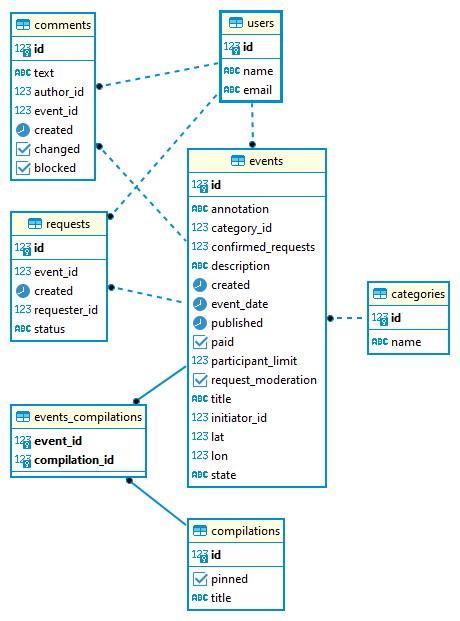 comments
123 id
ABC text
123 author_id
123 event_id
created
changed
blocked
users
123 id
ABC name
ABC email
events
123 id
ABC annotation
123 category_id
123 confirmed_requests
ABC description
created
event_date
published
paid
123 participant_limit
request_moderation
ABC title
123 initiator_id
123 lat
123 lon
ABC state
requests
123 id
123 event_id
created
123 requester_id
ABC status
categories
123 id
ABC name
events_compilations
123 event_id
123 compilation_id
compilations
123 id
pinned
ABC title